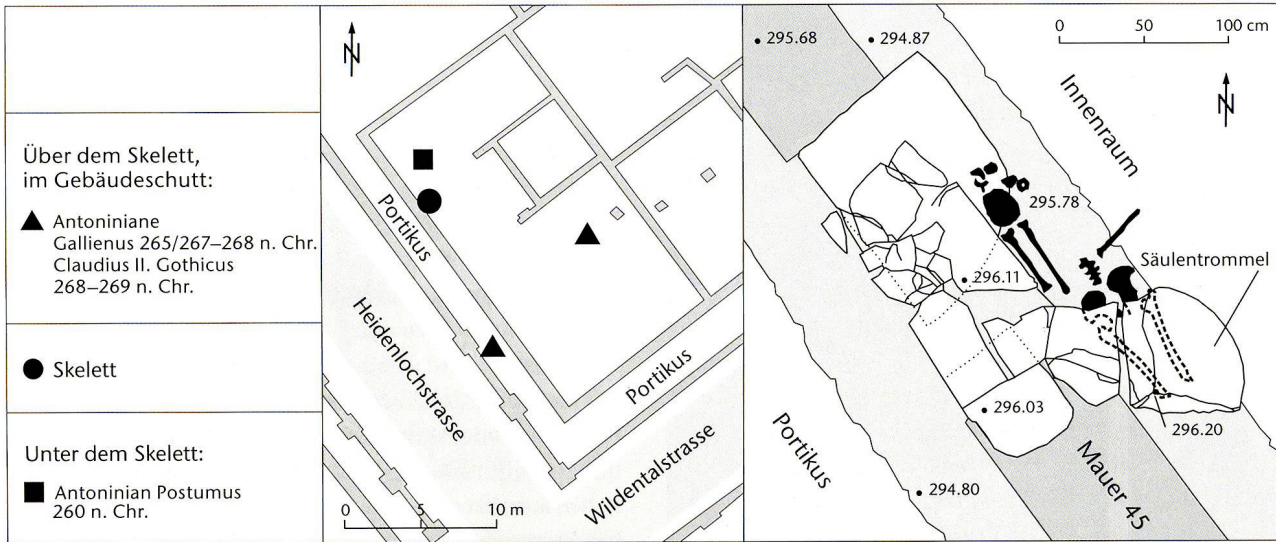 Über dem Skelett,
im Gebäudeschutt:
Antoniniane
Gallienus 265/267–268 n. Chr.
Claudius II. Gothicus
268–269 n. Chr.
Skelett
Unter dem Skelett:
Antoninian Postumus
260 n. Chr.
N
Portikus
Heidenlochstrasse
Portikus
Wildentalstrasse
0 5 10 m
295.68
294.87
0 50 100 cm
N
Innenraum
295.78
Säulentrommel
296.11
296.03
296.20
Portikus
294.80
Mauer 45